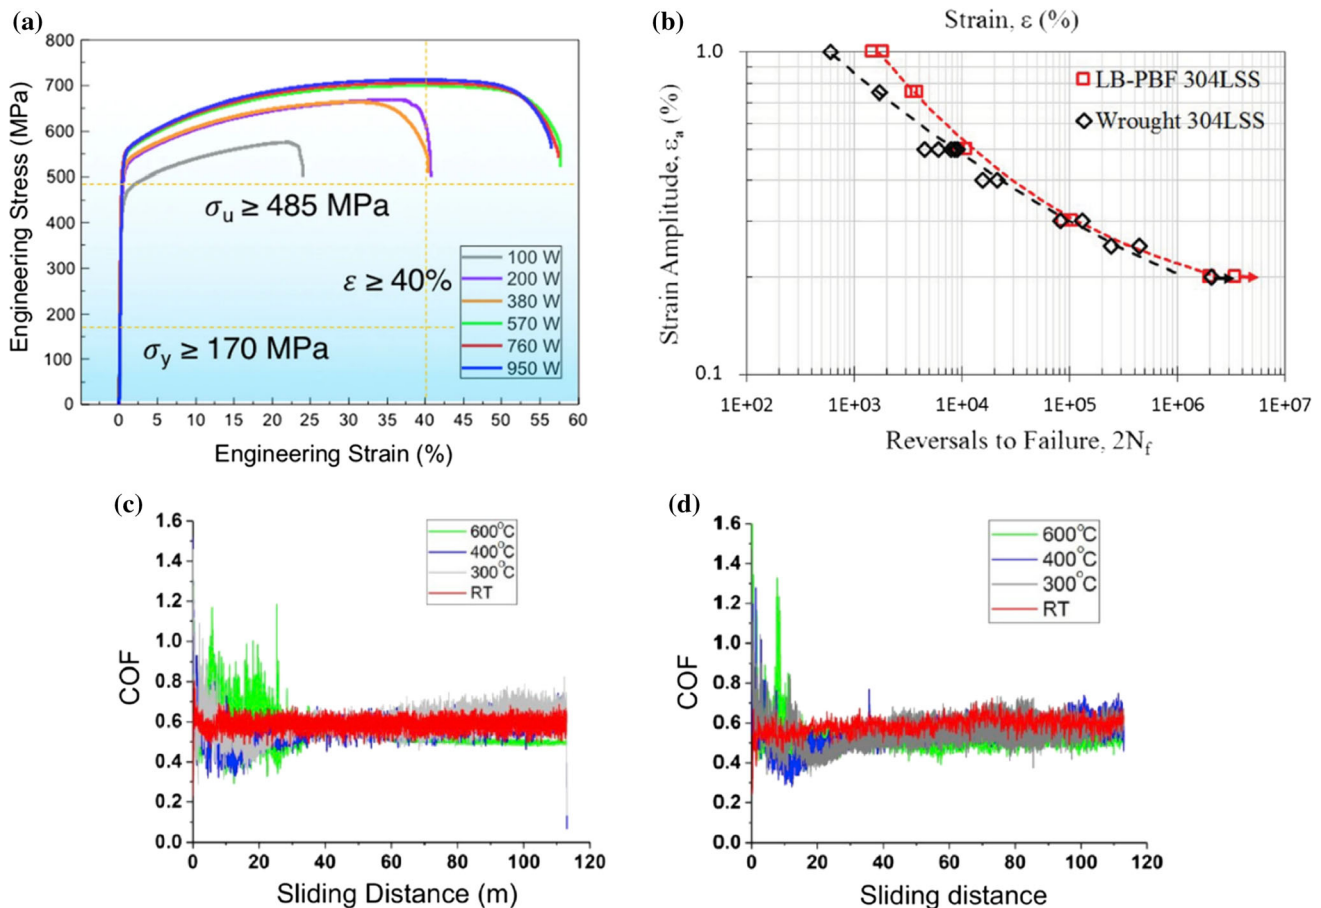 (a)
800
700
600
500
400
300
200
100
0
Engineering Stress (MPa)
σu ≥ 485 MPa
ε ≥ 40%
σy ≥ 170 MPa
100 W
200 W
380 W
570 W
760 W
950 W
0 5 10 15 20 25 30 35 40 45 50 55 60
Engineering Strain (%)
(b)
Strain, ε (%)
1.0
0.1
Strain Amplitude, εa (%)
LB-PBF 304LSS
Wrought 304LSS
1E+02 1E+03 1E+04 1E+05 1E+06 1E+07
Reversals to Failure, 2Nf
(c)
1.6
1.4
1.2
1.0
0.8
0.6
0.4
0.2
0.0
COF
600°C
400°C
300°C
RT
0 20 40 60 80 100 120
Sliding Distance (m)
(d)
1.6
1.4
1.2
1.0
0.8
0.6
0.4
0.2
0.0
COF
600°C
400°C
300°C
RT
0 20 40 60 80 100 120
Sliding distance